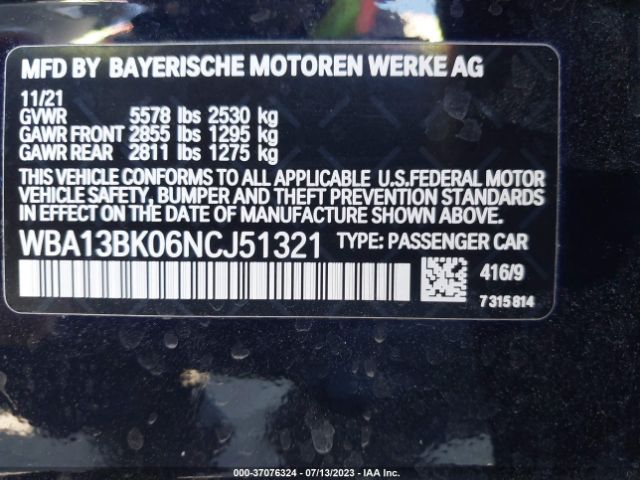 MFD BY BAYERISCHE MOTOREN WERKE AG
11/21
GVWR 5578 lbs 2530 kg
GAWR FRONT 2855 lbs 1295 kg
GAWR REAR 2811 lbs 1275 kg
THIS VEHICLE CONFORMS TO ALL APPLICABLE U.S.FEDERAL MOTOR
VEHICLE SAFETY, BUMPER AND THEFT PREVENTION STANDARDS
IN EFFECT ON THE DATE OF MANUFACTURE SHOWN ABOVE.
WBA13BK06NCJ51321 TYPE: PASSENGER CAR
416/9
7 315 814
000-37076324 - 07/13/2023 - IAA Inc.